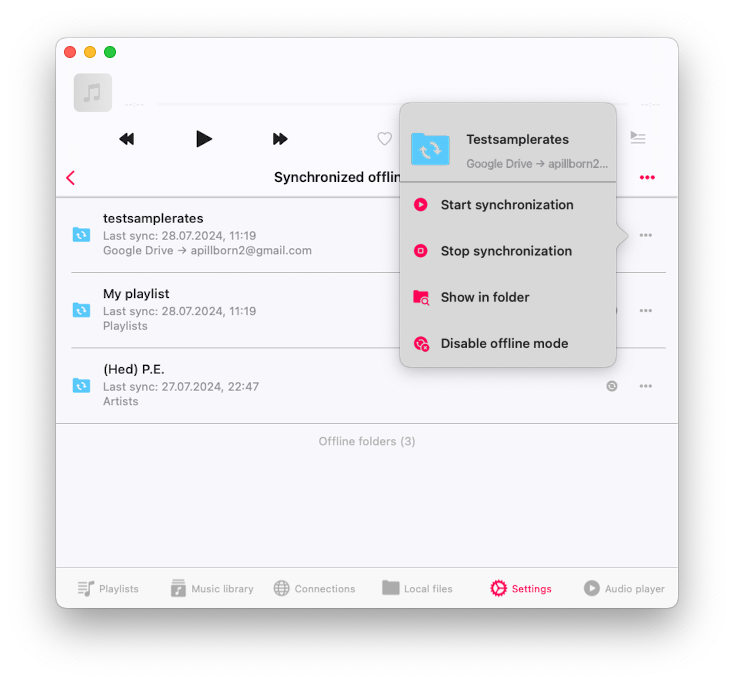 --:--
--:--
Synchronized offlin
Testsamplerates
Google Drive → apillborn2...
Start synchronization
Stop synchronization
Show in folder
Disable offline mode
testsamplerates
Last sync: 28.07.2024, 11:19
Google Drive → apillborn2@gmail.com
My playlist
Last sync: 28.07.2024, 11:19
Playlists
(Hed) P.E.
Last sync: 27.07.2024, 22:47
Artists
Offline folders (3)
Playlists
Music library
Connections
Local files
Settings
Audio player